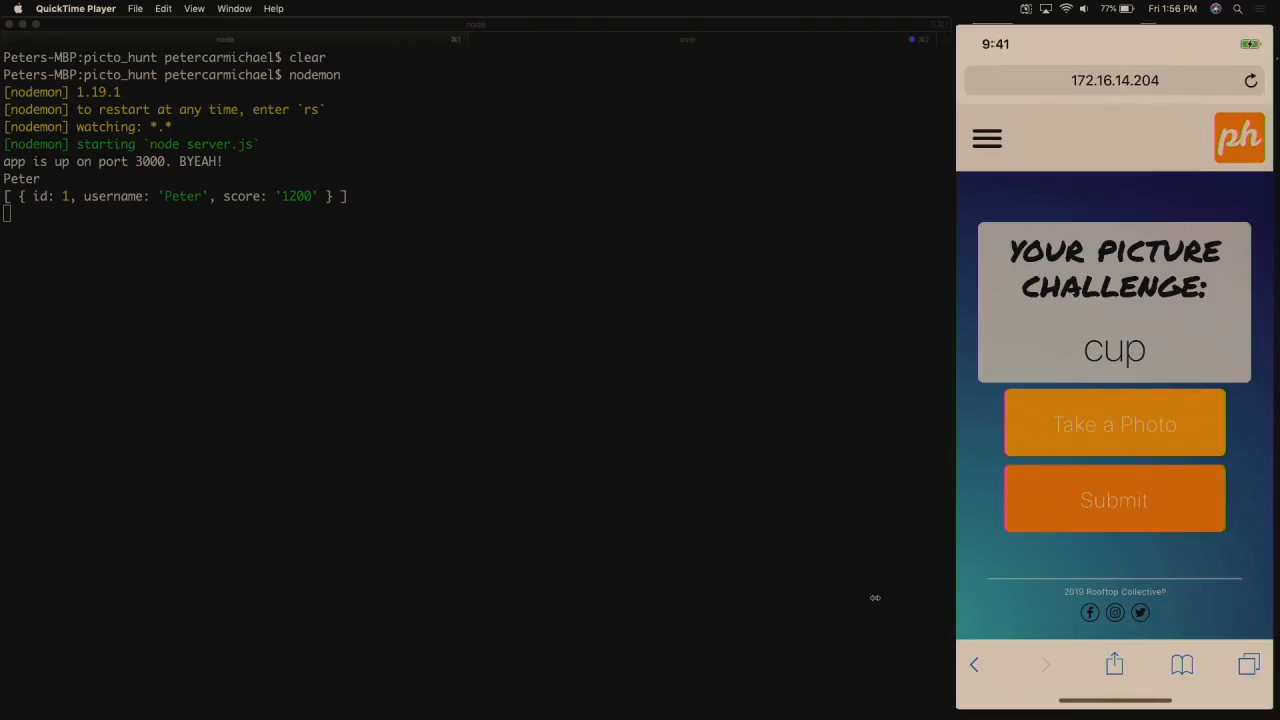 QuickTime Player File Edit View Window Help
77% Fri 1:56 PM
node
node ⌘1
Peters-MBP:picto_hunt petercarmichael$ clear
Peters-MBP:picto_hunt petercarmichael$ nodemon
[nodemon] 1.19.1
[nodemon] to restart at any time, enter `rs`
[nodemon] watching: *.*
[nodemon] starting `node server.js`
app is up on port 3000. BYEAH!
Peter
[ { id: 1, username: 'Peter', score: '1200' } ]
9:41
172.16.14.204
ph
YOUR PICTURE
CHALLENGE:
cup
Take a Photo
Submit
2019 Rooftop Collective®